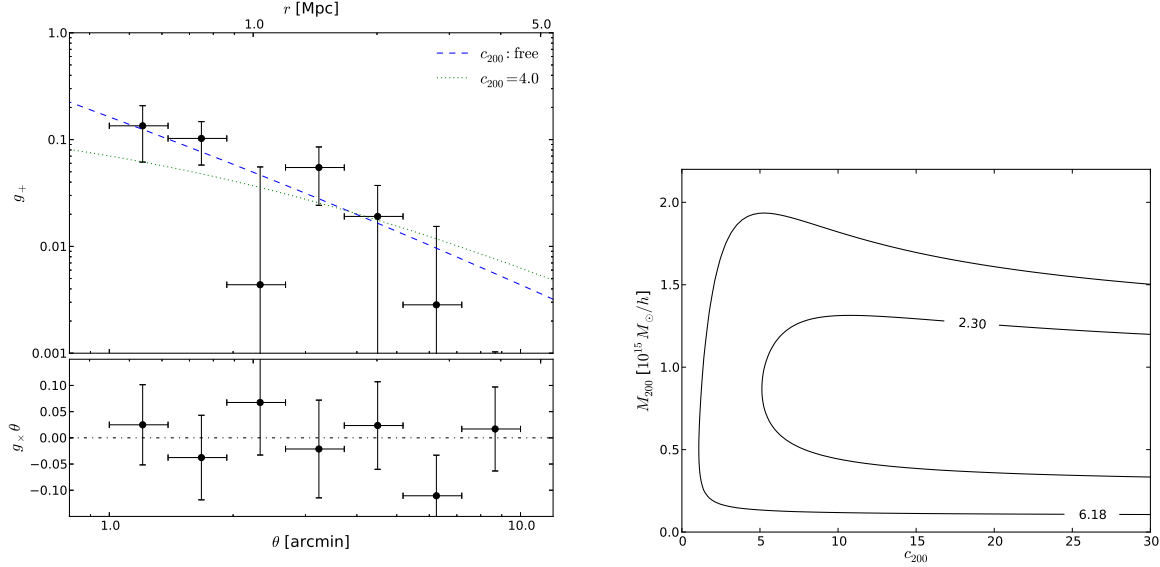 r [Mpc]
1.0 5.0
1.0
c₂₀₀ : free
c₂₀₀ = 4.0
0.1
g₊
0.01
0.001
0.10
0.05
0.00
−0.05
−0.10
g× θ
1.0 10.0
θ [arcmin]
2.0
1.5
1.0
0.5
0.0
M₂₀₀ [10¹⁵ M☉/h]
2.30
6.18
0 5 10 15 20 25 30
c₂₀₀